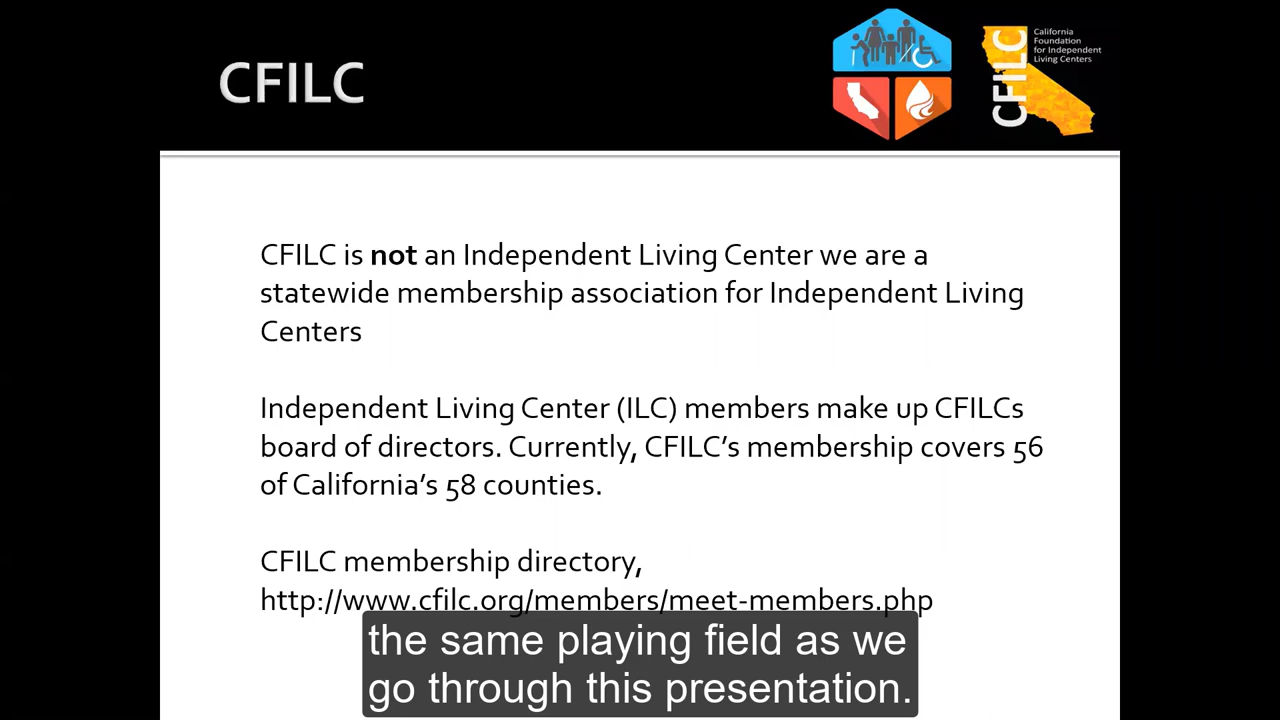 CFILC
CFILC
California
Foundation
for Independent
Living Centers
CFILC is not an Independent Living Center we are a
statewide membership association for Independent Living
Centers
Independent Living Center (ILC) members make up CFILCs
board of directors. Currently, CFILC’s membership covers 56
of California’s 58 counties.
CFILC membership directory,
http://www.cfilc.org/members/meet-members.php
the same playing field as we
go through this presentation.